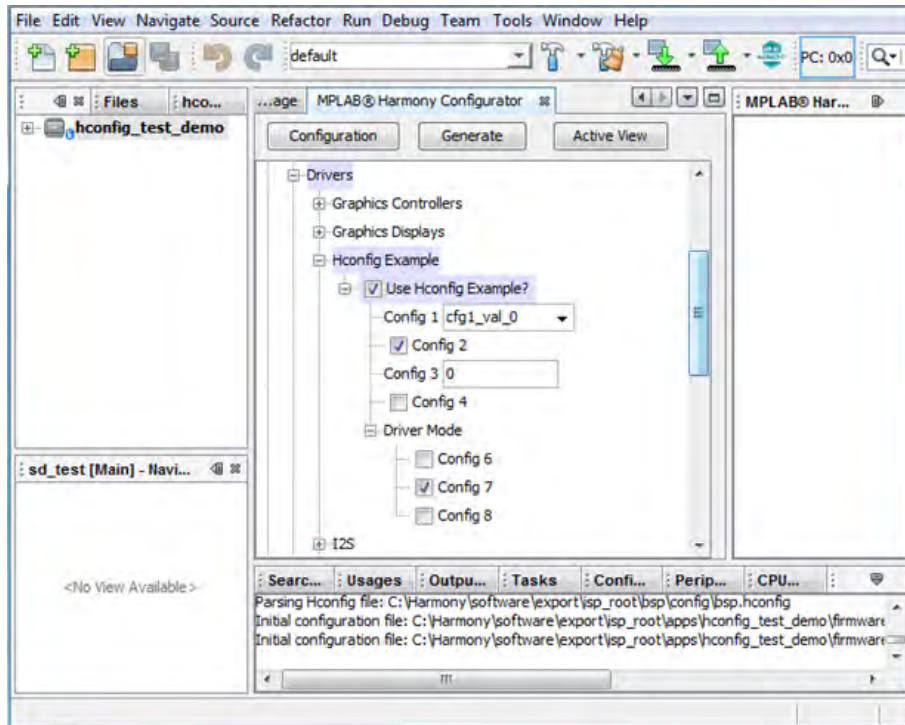 File Edit View Navigate Source Refactor Run Debug Team Tools Window Help
default
PC: 0x0
Files
hco...
hconfig_test_demo
...age
MPLAB® Harmony Configurator
MPLAB® Har...
Configuration
Generate
Active View
Drivers
Graphics Controllers
Graphics Displays
Hconfig Example
Use Hconfig Example?
Config 1 cfg1_val_0
Config 2
Config 3 0
Config 4
Driver Mode
Config 6
Config 7
Config 8
I2S
sd_test [Main] - Navi...
<No View Available>
Searc...
Usages
Outpu...
Tasks
Confi...
Perip...
CPU...
Parsing Hconfig file: C:\Harmony\software\export\isp_root\bsp\config\bsp.hconfig
Initial configuration file: C:\Harmony\software\export\isp_root\apps\hconfig_test_demo\firmware
Initial configuration file: C:\Harmony\software\export\isp_root\apps\hconfig_test_demo\firmware